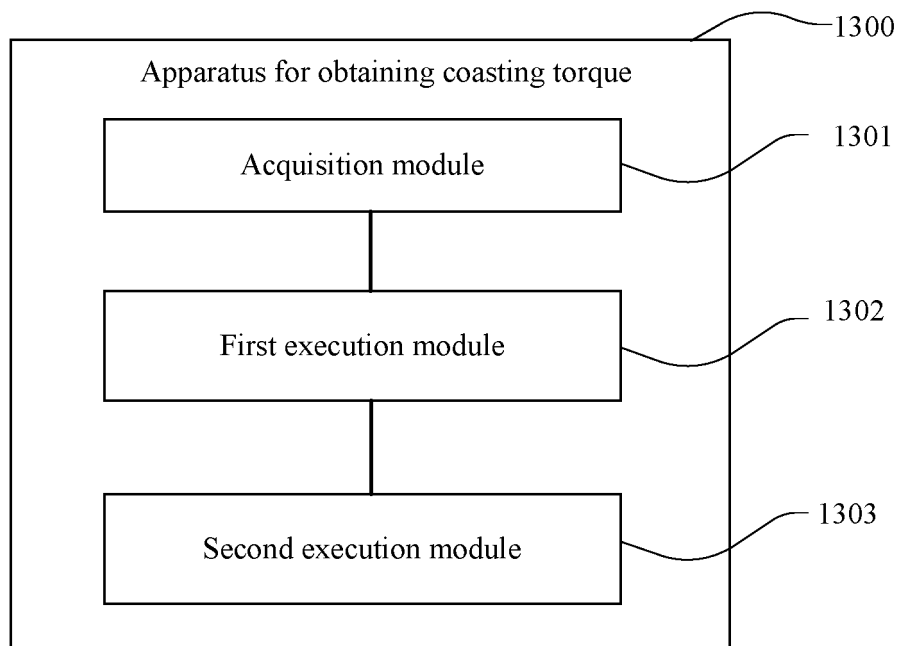 1300
Apparatus for obtaining coasting torque
Acquisition module
1301
First execution module
1302
Second execution module
1303